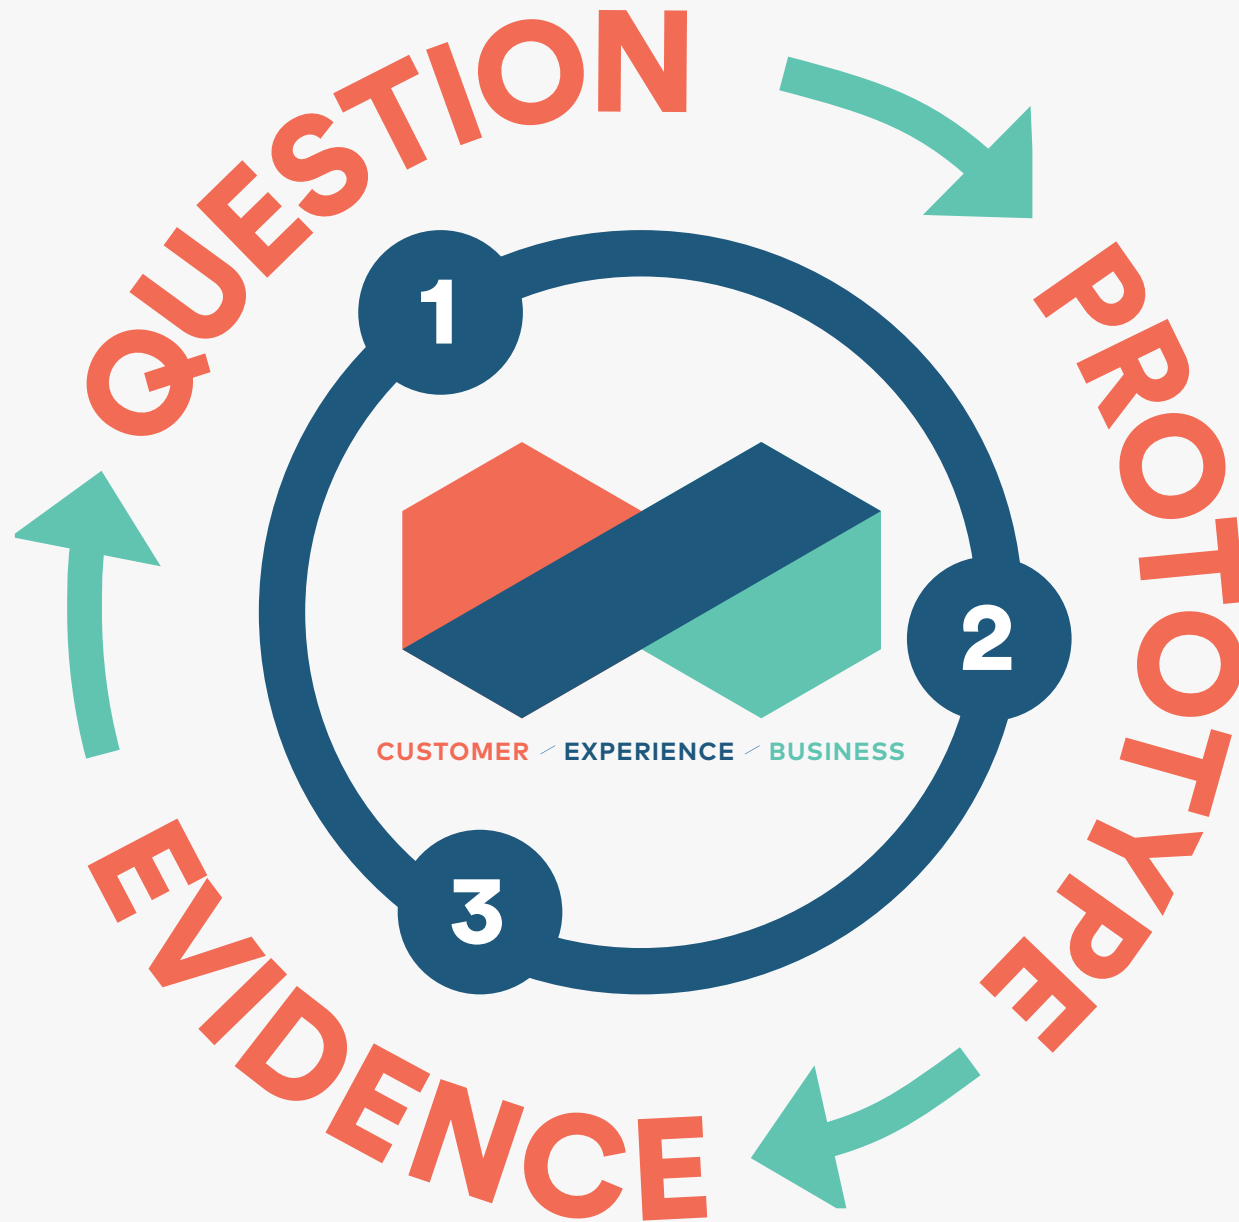 QUESTION
1
PROTOTYPE
2
CUSTOMER / EXPERIENCE / BUSINESS
3
EVIDENCE